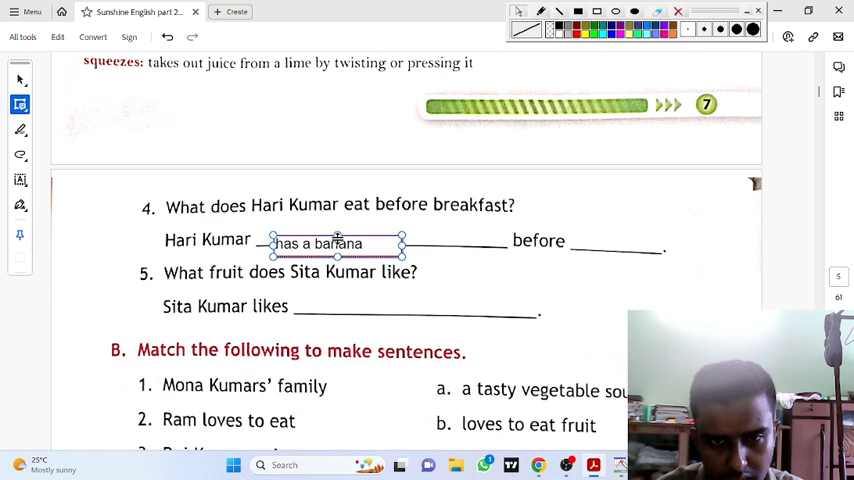 Menu
Sunshine English part 2...
Create
All tools
Edit
Convert
Sign
squeezes: takes out juice from a lime by twisting or pressing it
7
4. What does Hari Kumar eat before breakfast?
Hari Kumar has a banana before
5. What fruit does Sita Kumar like?
Sita Kumar likes
B. Match the following to make sentences.
1. Mona Kumars' family
a. a tasty vegetable sou
2. Ram loves to eat
b. loves to eat fruit
5
61
25°C
Mostly sunny
Search